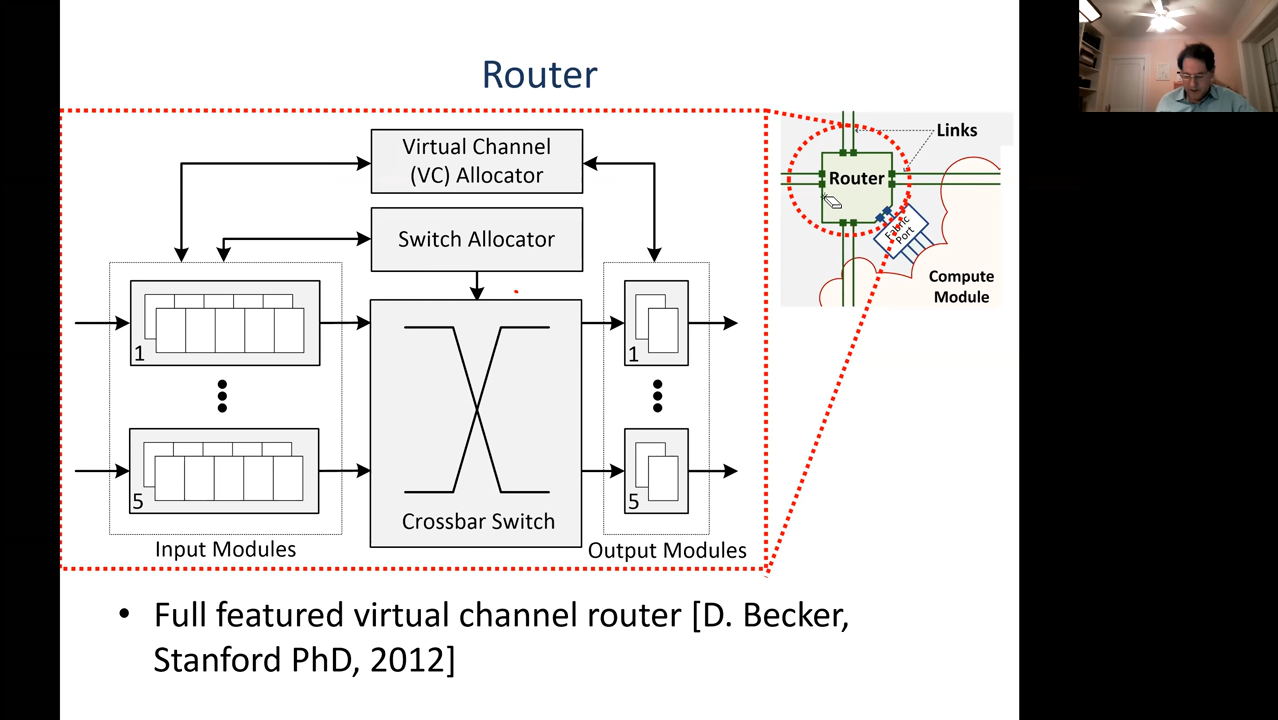 Router
Virtual Channel
(VC) Allocator
Switch Allocator
1
5
Input Modules
Crossbar Switch
1
5
Output Modules
Links
Router
Fabric
Port
Compute
Module
• Full featured virtual channel router [D. Becker,
Stanford PhD, 2012]